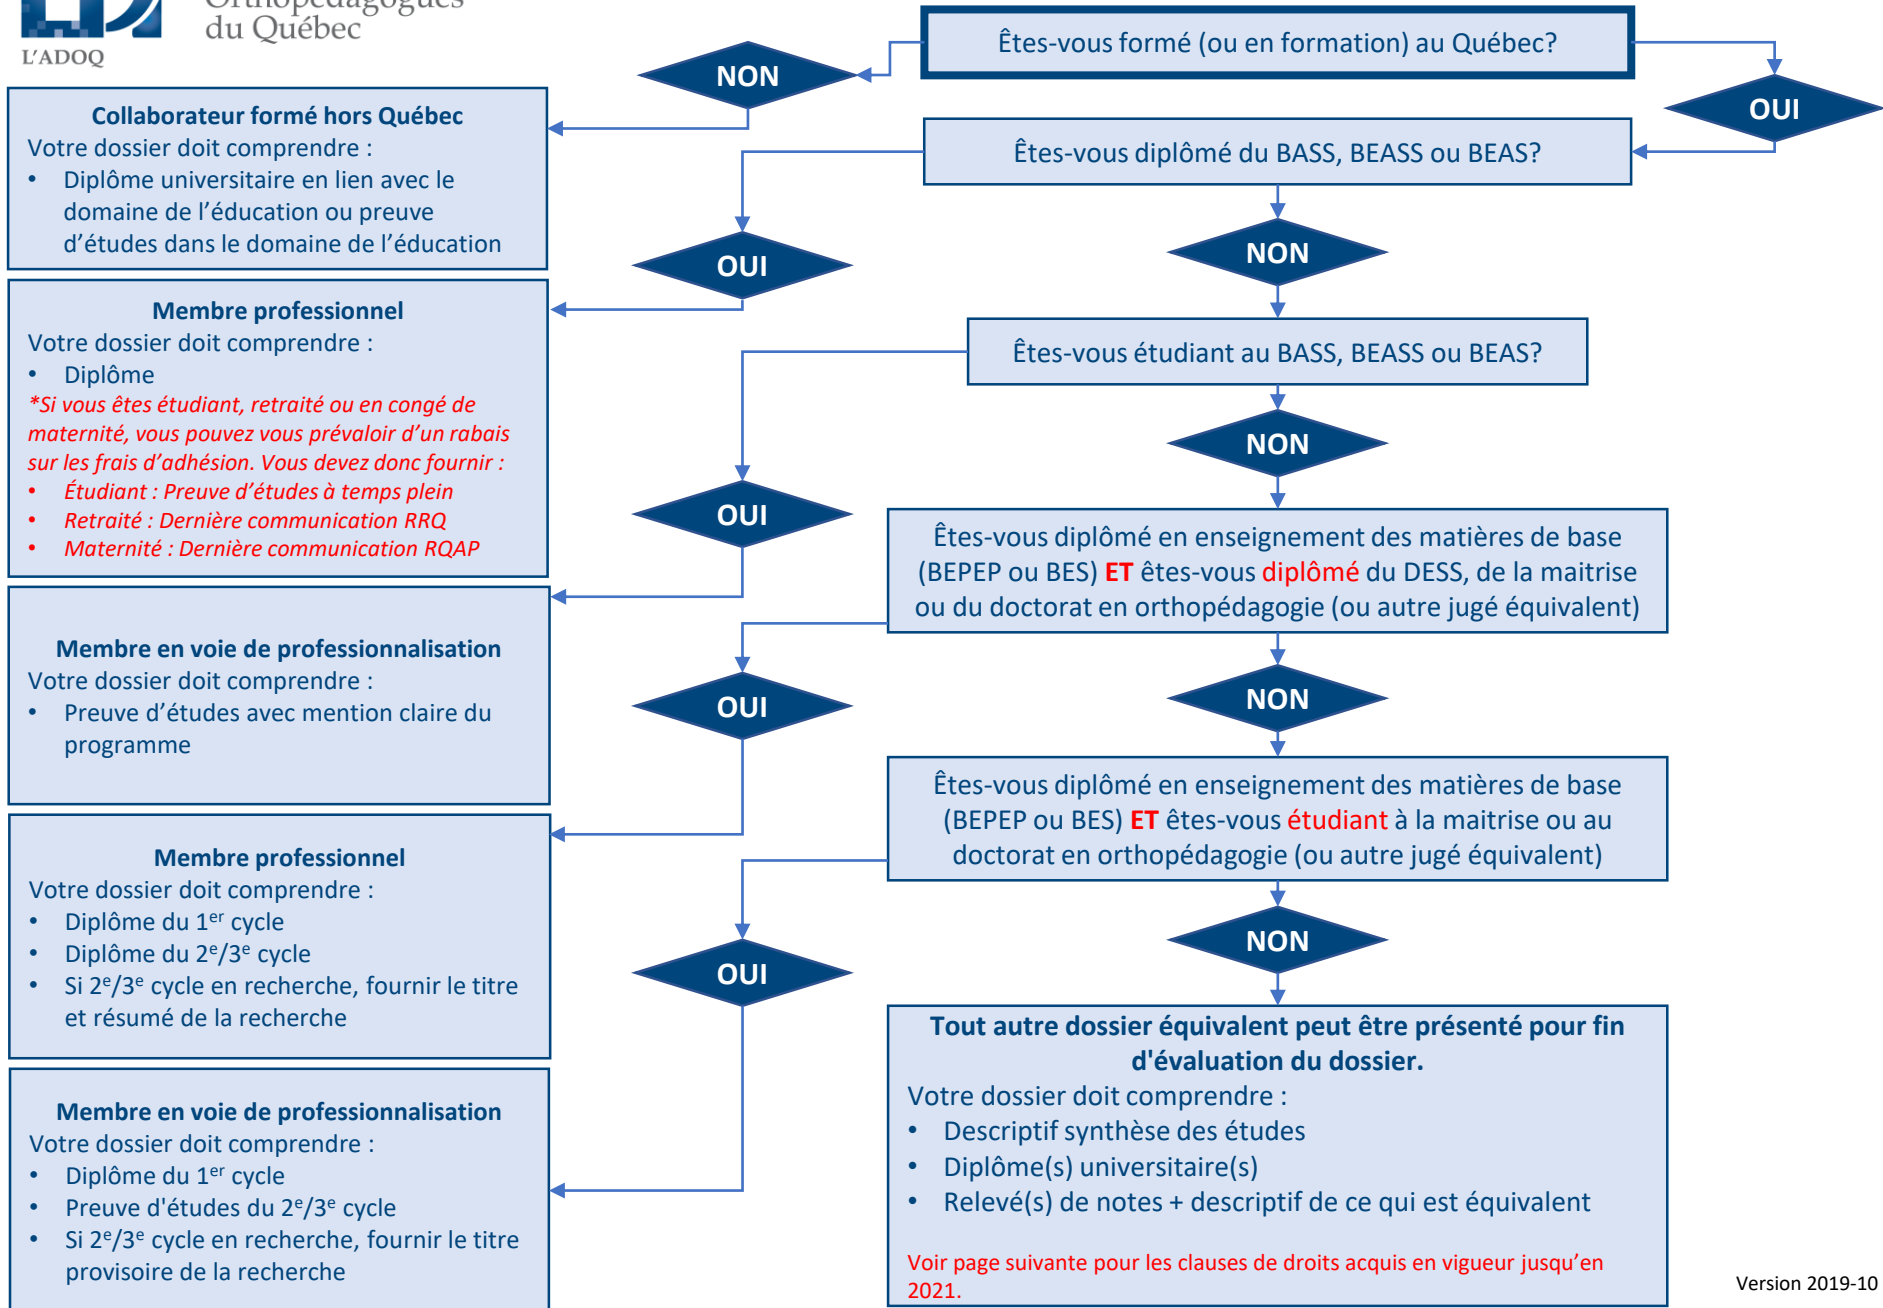 Orthopédagogues
du Québec
L'ADOQ
Êtes-vous formé (ou en formation) au Québec?
NON
OUI
Collaborateur formé hors Québec
Votre dossier doit comprendre :
• Diplôme universitaire en lien avec le
domaine de l'éducation ou preuve
d'études dans le domaine de l'éducation
Êtes-vous diplômé du BASS, BEASS ou BEAS?
OUI
NON
Membre professionnel
Votre dossier doit comprendre :
• Diplôme
*Si vous êtes étudiant, retraité ou en congé de
maternité, vous pouvez vous prévaloir d'un rabais
sur les frais d'adhésion. Vous devez donc fournir :
• Étudiant : Preuve d'études à temps plein
• Retraité : Dernière communication RRQ
• Maternité : Dernière communication RQAP
Êtes-vous étudiant au BASS, BEASS ou BEAS?
NON
OUI
Membre en voie de professionnalisation
Votre dossier doit comprendre :
• Preuve d'études avec mention claire du
programme
Êtes-vous diplômé en enseignement des matières de base
(BEPEP ou BES) ET êtes-vous diplômé du DESS, de la maitrise
ou du doctorat en orthopédagogie (ou autre jugé équivalent)
OUI
NON
Membre professionnel
Votre dossier doit comprendre :
• Diplôme du 1er cycle
• Diplôme du 2e/3e cycle
• Si 2e/3e cycle en recherche, fournir le titre
et résumé de la recherche
Êtes-vous diplômé en enseignement des matières de base
(BEPEP ou BES) ET êtes-vous étudiant à la maitrise ou au
doctorat en orthopédagogie (ou autre jugé équivalent)
OUI
NON
Membre en voie de professionnalisation
Votre dossier doit comprendre :
• Diplôme du 1er cycle
• Preuve d'études du 2e/3e cycle
• Si 2e/3e cycle en recherche, fournir le titre
provisoire de la recherche
Tout autre dossier équivalent peut être présenté pour fin
d'évaluation du dossier.
Votre dossier doit comprendre :
• Descriptif synthèse des études
• Diplôme(s) universitaire(s)
• Relevé(s) de notes + descriptif de ce qui est équivalent
Voir page suivante pour les clauses de droits acquis en vigueur jusqu'en
2021.
Version 2019-10